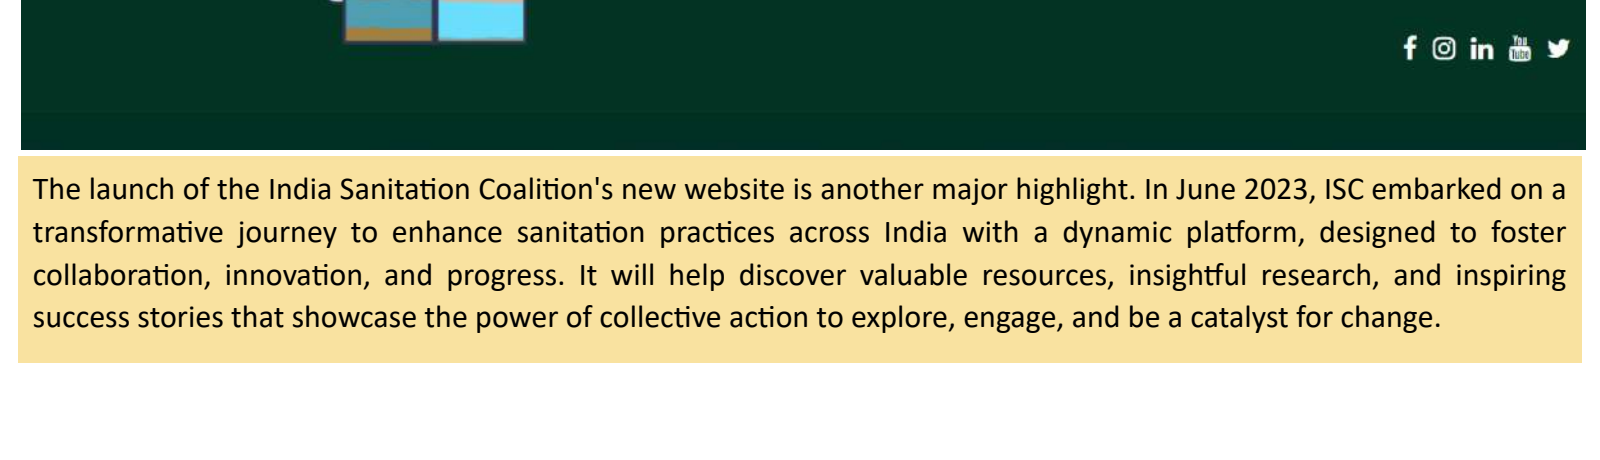 f in You Tube
The launch of the India Sanitation Coalition's new website is another major highlight. In June 2023, ISC embarked on a
transformative journey to enhance sanitation practices across India with a dynamic platform, designed to foster
collaboration, innovation, and progress. It will help discover valuable resources, insightful research, and inspiring
success stories that showcase the power of collective action to explore, engage, and be a catalyst for change.